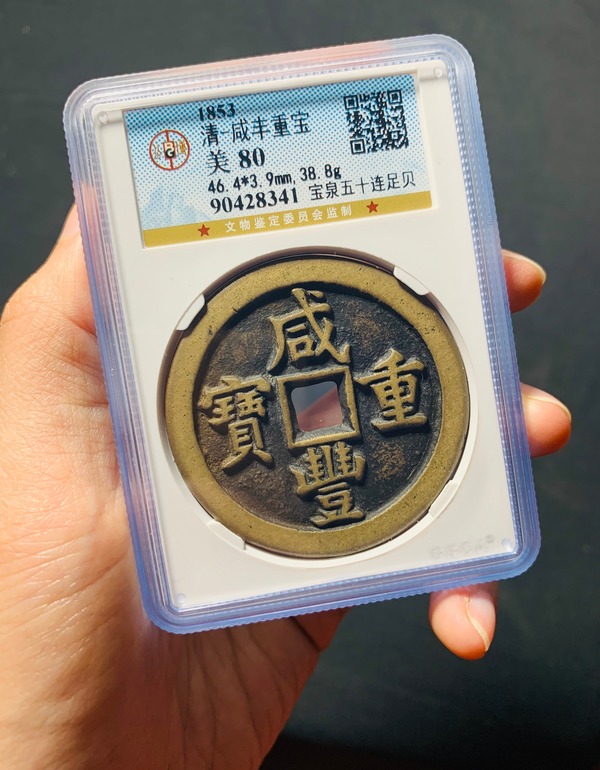 1853
清·咸丰重宝
美 80
46.4*3.9mm,38.8g
90428341 宝泉五十连足贝
文物鉴定委员会监制
咸
寶 重
豐